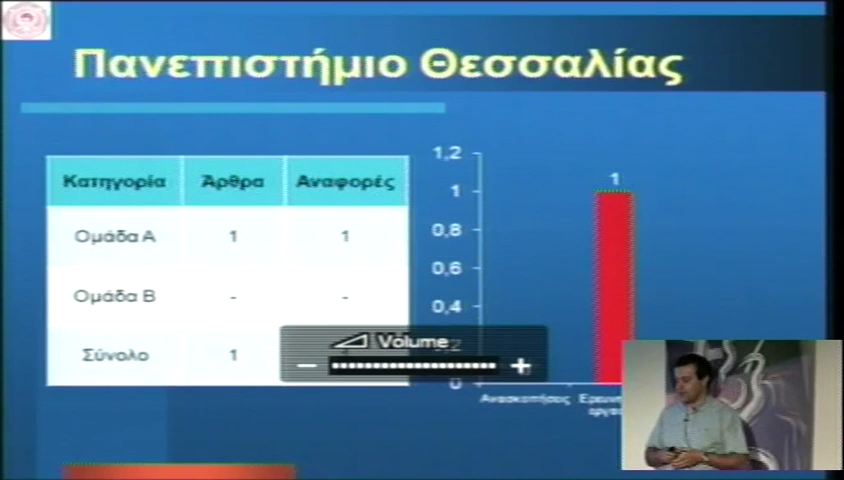 Πανεπιστήμιο Θεσσαλίας
Κατηγορία Άρθρα Αναφορές
Ομάδα Α 1 1
Ομάδα Β - -
Σύνολο 1
1,2
1
0,8
0,6
0,4
0
1
Ανασκοπήσεις
Volume